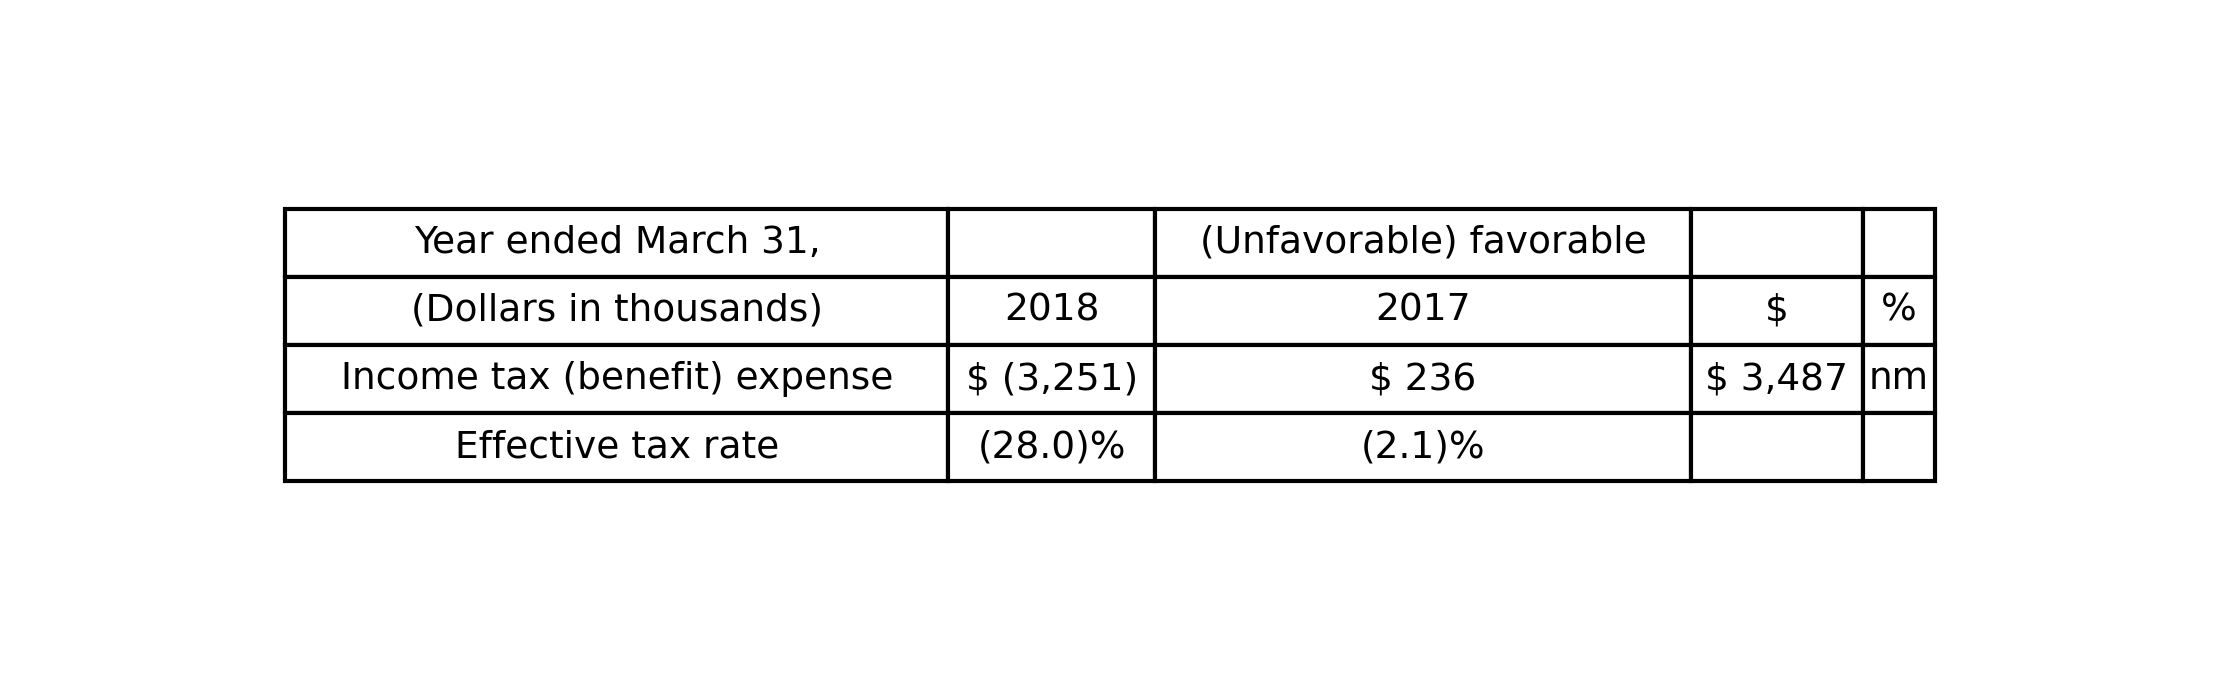 Year ended March 31, (Unfavorable) favorable
(Dollars in thousands) 2018 2017 $ %
Income tax (benefit) expense $ (3,251) $ 236 $ 3,487 nm
Effective tax rate (28.0)% (2.1)%